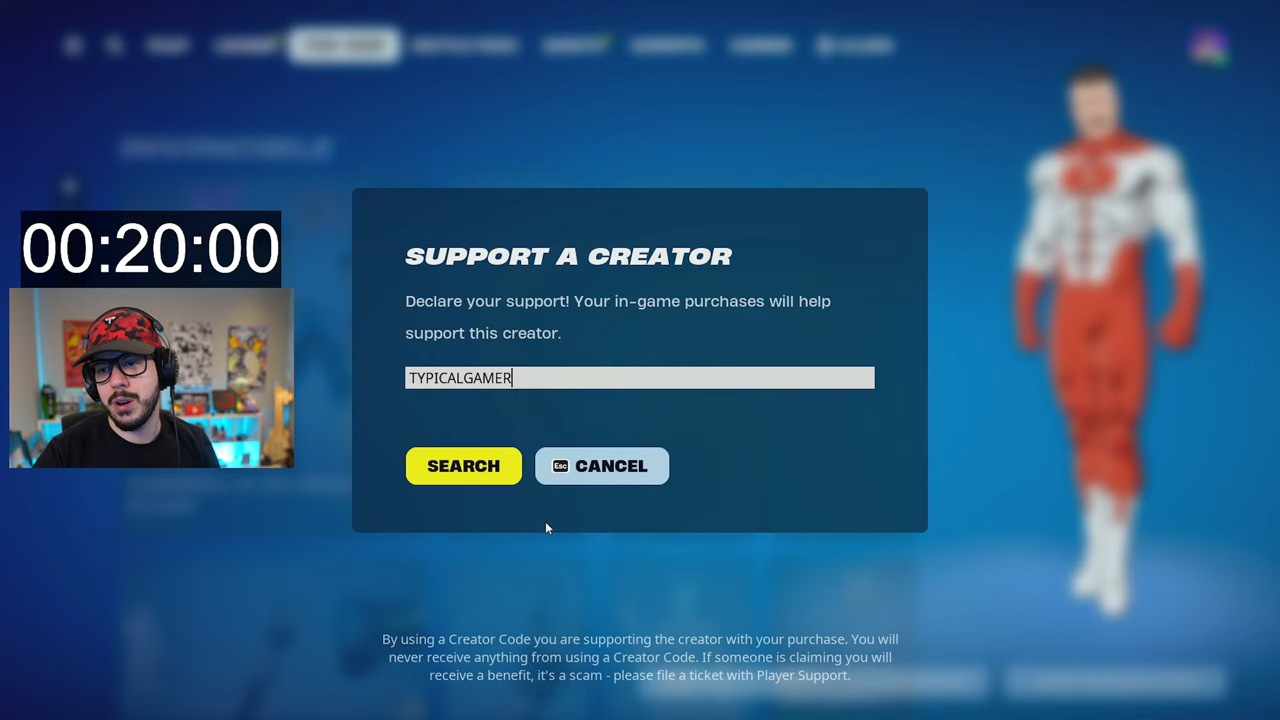 00:20:00
SUPPORT A CREATOR
Declare your support! Your in-game purchases will help
support this creator.
TYPICALGAMER
SEARCH
Esc CANCEL
By using a Creator Code you are supporting the creator with your purchase. You will
never receive anything from using a Creator Code. If someone is claiming you will
receive a benefit, it's a scam - please file a ticket with Player Support.